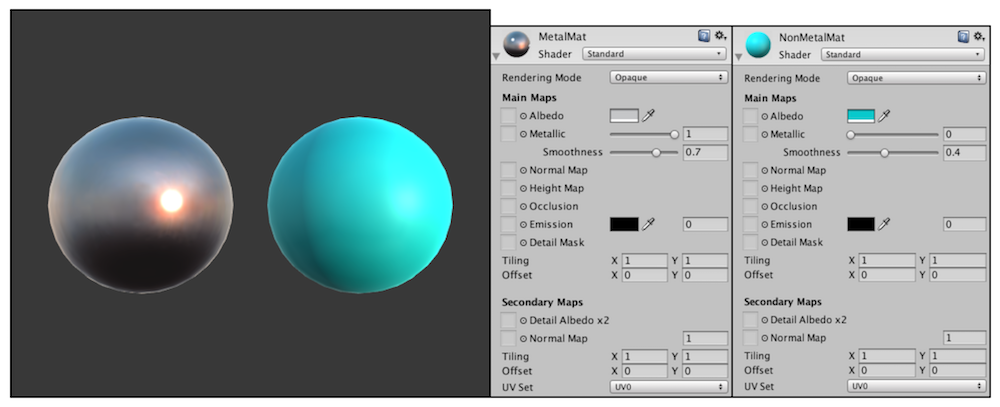 MetalMat
Shader Standard
Rendering Mode Opaque
Main Maps
Albedo
Metallic 1
Smoothness 0.7
Normal Map
Height Map
Occlusion
Emission 0
Detail Mask
Tiling X 1 Y 1
Offset X 0 Y 0
Secondary Maps
Detail Albedo x2
Normal Map 1
Tiling X 1 Y 1
Offset X 0 Y 0
UV Set UV0
NonMetalMat
Shader Standard
Rendering Mode Opaque
Main Maps
Albedo
Metallic 0
Smoothness 0.4
Normal Map
Height Map
Occlusion
Emission 0
Detail Mask
Tiling X 1 Y 1
Offset X 0 Y 0
Secondary Maps
Detail Albedo x2
Normal Map 1
Tiling X 1 Y 1
Offset X 0 Y 0
UV Set UV0